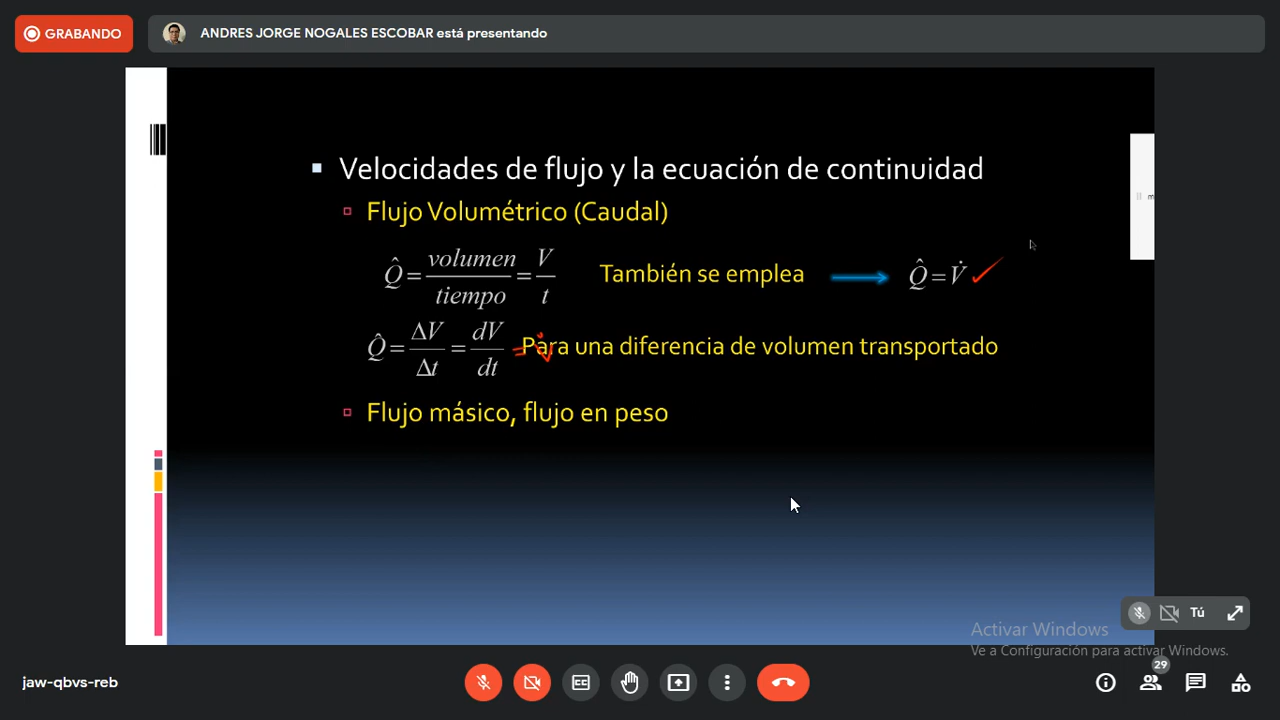 GRABANDO
ANDRES JORGE NOGALES ESCOBAR está presentando
Velocidades de flujo y la ecuación de continuidad
Flujo Volumétrico (Caudal)
Q̂ = volumen/tiempo = V/t También se emplea Q̂ = V̇
Q̂ = ΔV/Δt = dV/dt = V̇ Para una diferencia de volumen transportado
Flujo másico, flujo en peso
Tú
Activar Windows
Ve a Configuración para activar Windows.
jaw-qbvs-reb
CC
29